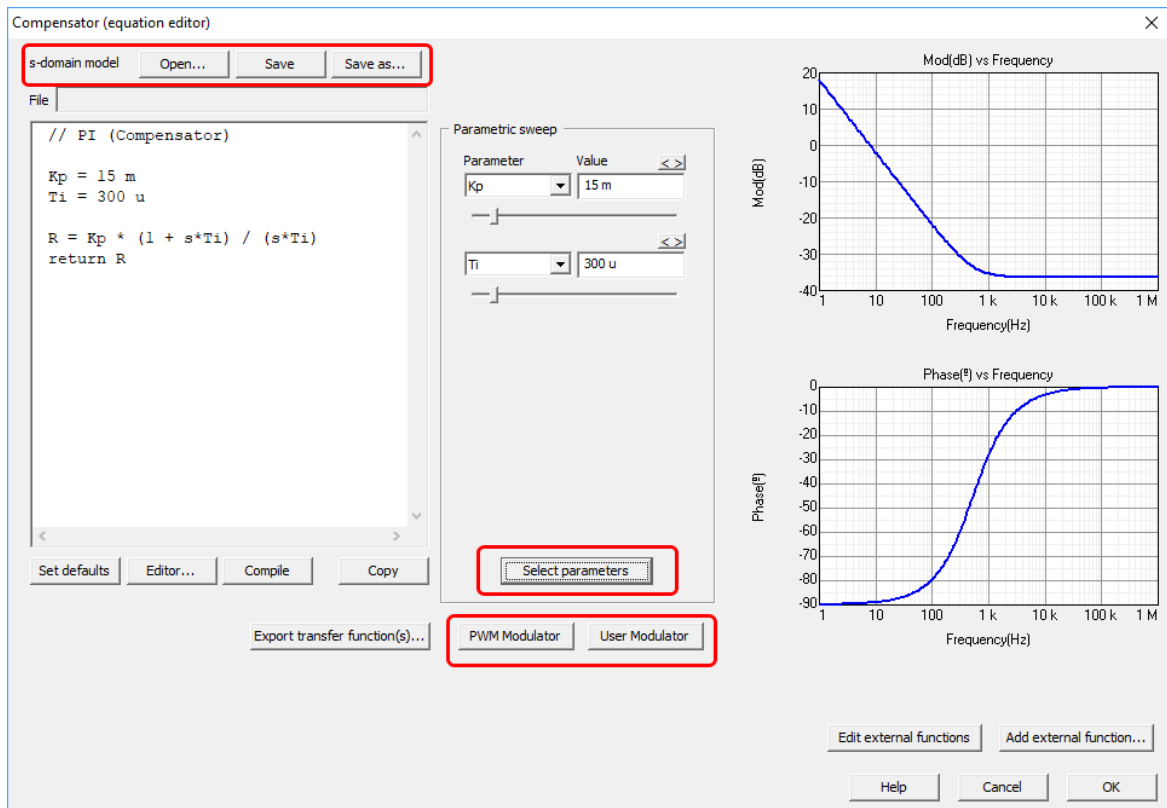 Compensator (equation editor)
s-domain model Open... Save Save as...
File
// PI (Compensator)
Kp = 15 m
Ti = 300 u
R = Kp * (1 + s*Ti) / (s*Ti)
return R
Set defaults Editor... Compile Copy
Export transfer function(s)...
Parametric sweep
Parameter Value < >
Kp 15 m
< >
Ti 300 u
Select parameters
PWM Modulator User Modulator
Mod(dB) vs Frequency
Mod(dB)
20
10
0
-10
-20
-30
-40
1 10 100 1 k 10 k 100 k 1 M
Frequency(Hz)
Phase(º) vs Frequency
Phase(º)
0
-10
-20
-30
-40
-50
-60
-70
-80
-90
1 10 100 1 k 10 k 100 k 1 M
Frequency(Hz)
Edit external functions Add external function...
Help Cancel OK